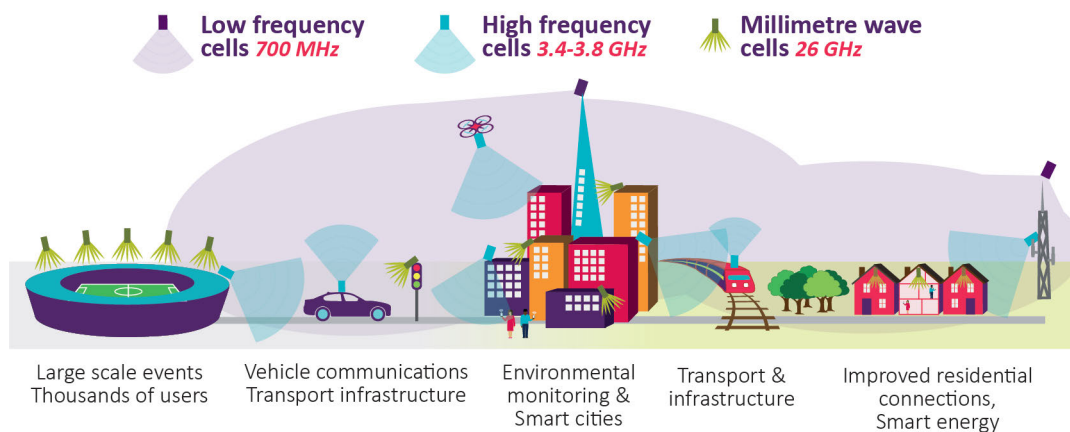 Low frequency
cells 700 MHz
High frequency
cells 3.4-3.8 GHz
Millimetre wave
cells 26 GHz
Large scale events
Thousands of users
Vehicle communications
Transport infrastructure
Environmental
monitoring &
Smart cities
Transport &
infrastructure
Improved residential
connections,
Smart energy